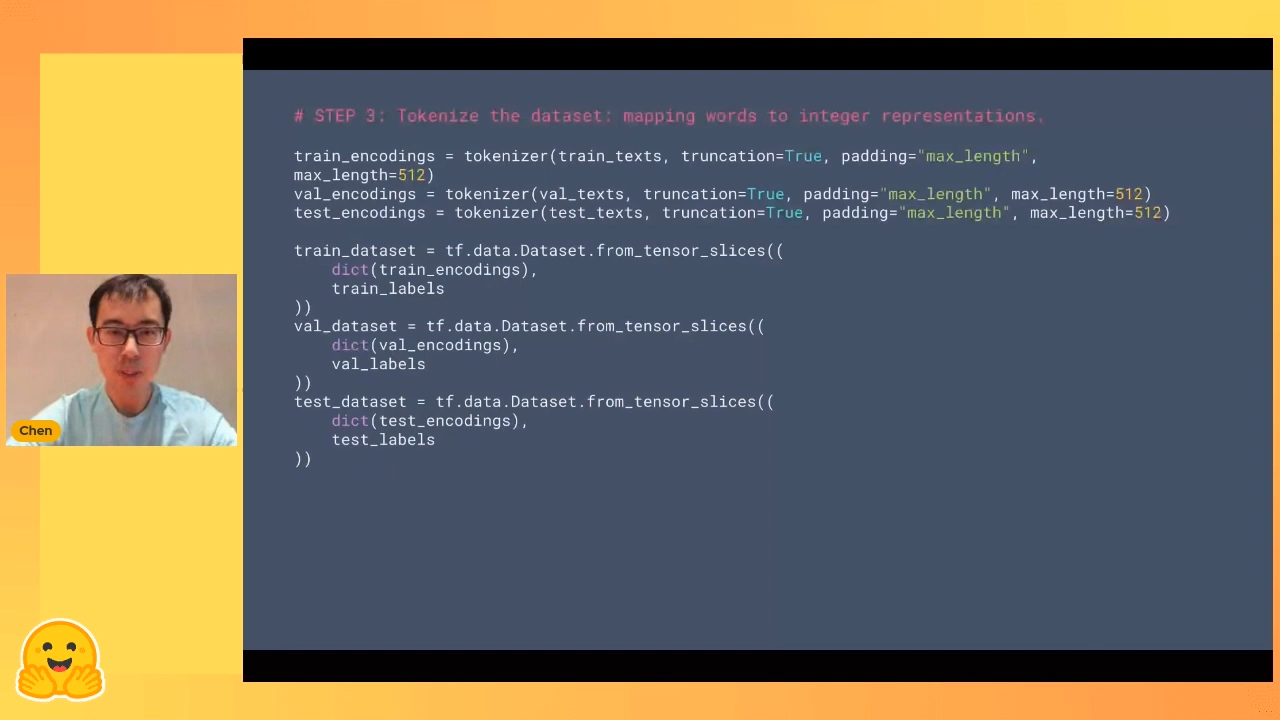 # STEP 3: Tokenize the dataset: mapping words to integer representations.
train_encodings = tokenizer(train_texts, truncation=True, padding="max_length",
max_length=512)
val_encodings = tokenizer(val_texts, truncation=True, padding="max_length", max_length=512)
test_encodings = tokenizer(test_texts, truncation=True, padding="max_length", max_length=512)
train_dataset = tf.data.Dataset.from_tensor_slices((
    dict(train_encodings),
    train_labels
))
val_dataset = tf.data.Dataset.from_tensor_slices((
    dict(val_encodings),
    val_labels
))
test_dataset = tf.data.Dataset.from_tensor_slices((
    dict(test_encodings),
    test_labels
))
Chen